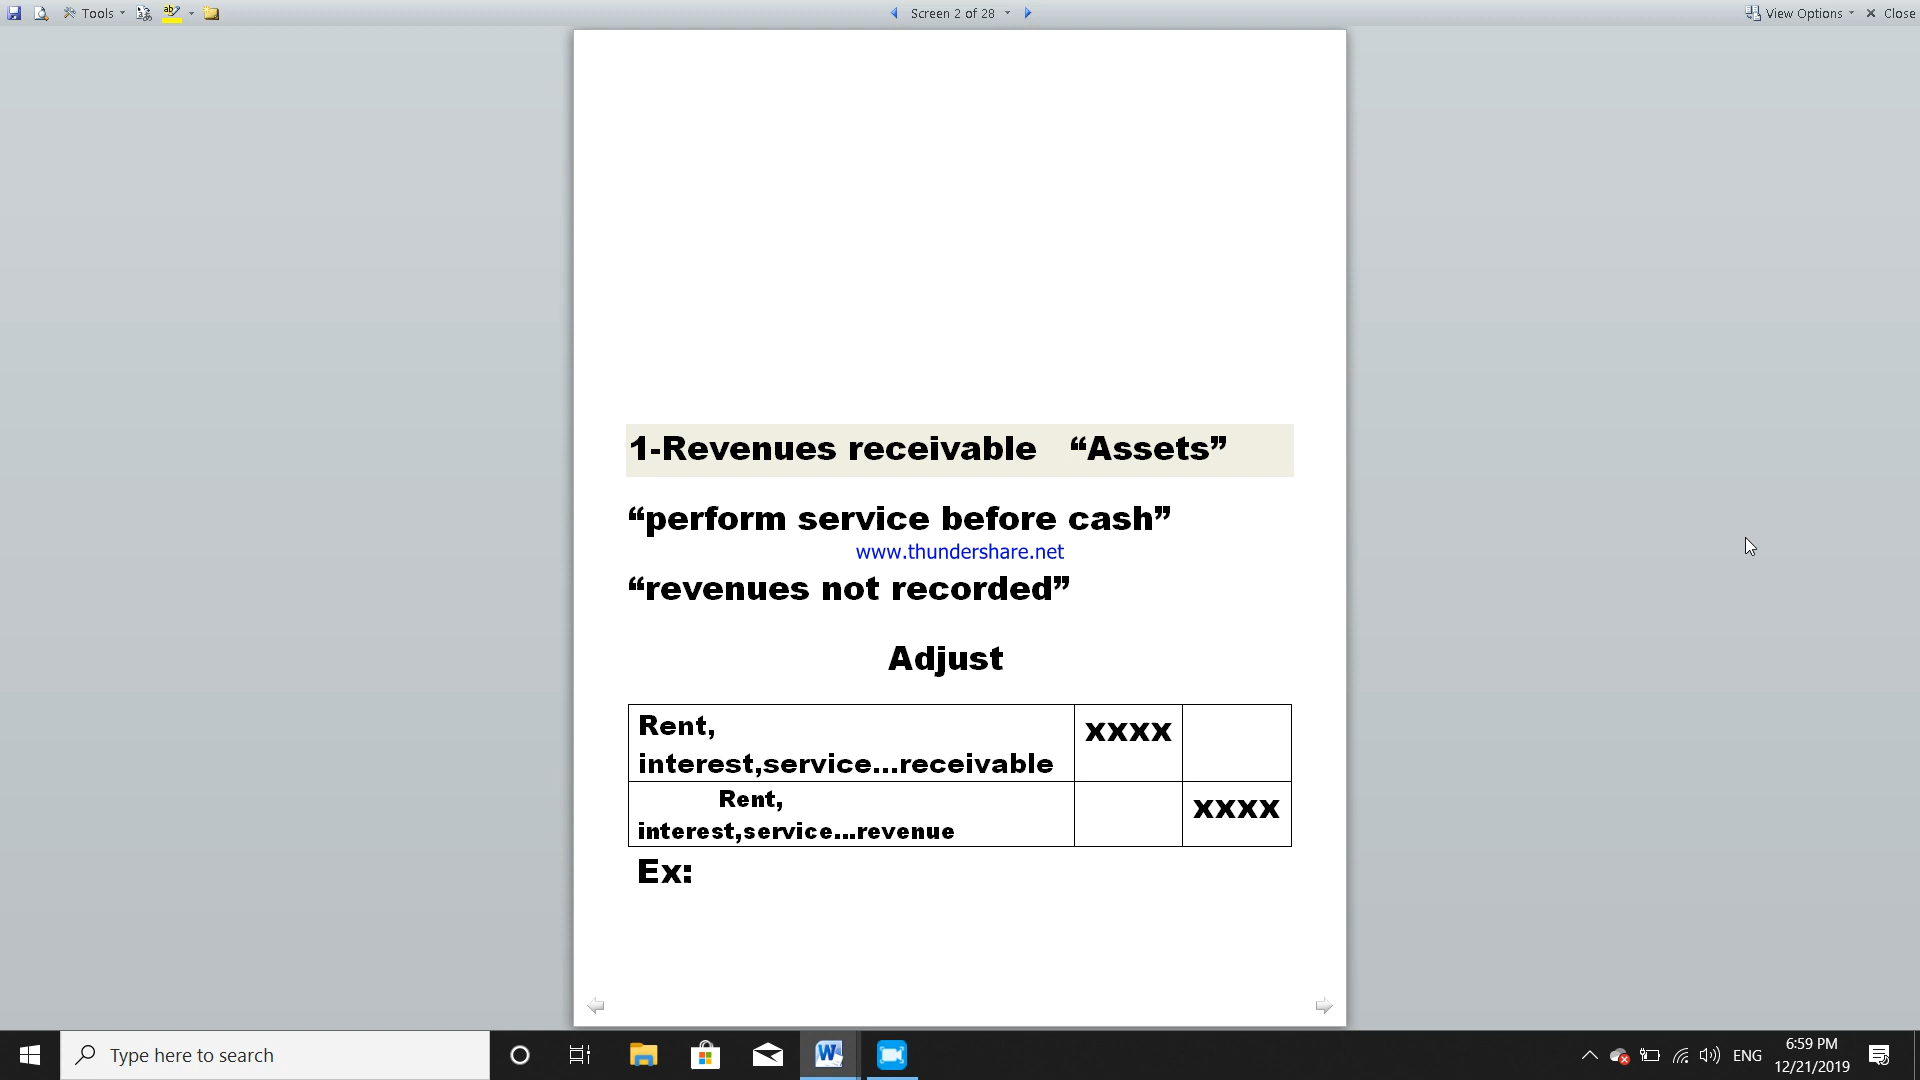 Tools
Screen 2 of 28
View Options
Close
1-Revenues receivable “Assets”
“perform service before cash”
www.thundershare.net
“revenues not recorded”
Adjust
Rent, xxxx
interest,service...receivable
Rent, xxxx
interest,service...revenue
Ex:
Type here to search
ENG
6:59 PM
12/21/2019